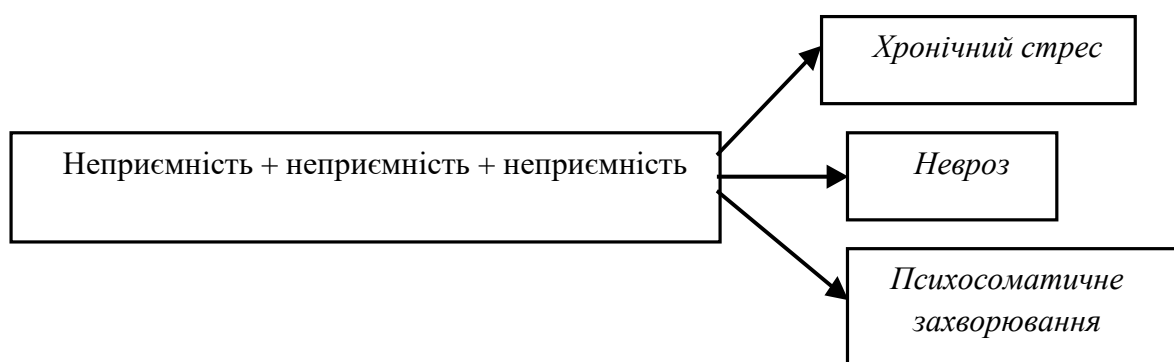 Хронічний стрес
Неприємність + неприємність + неприємність
Невроз
Психосоматичне
захворювання